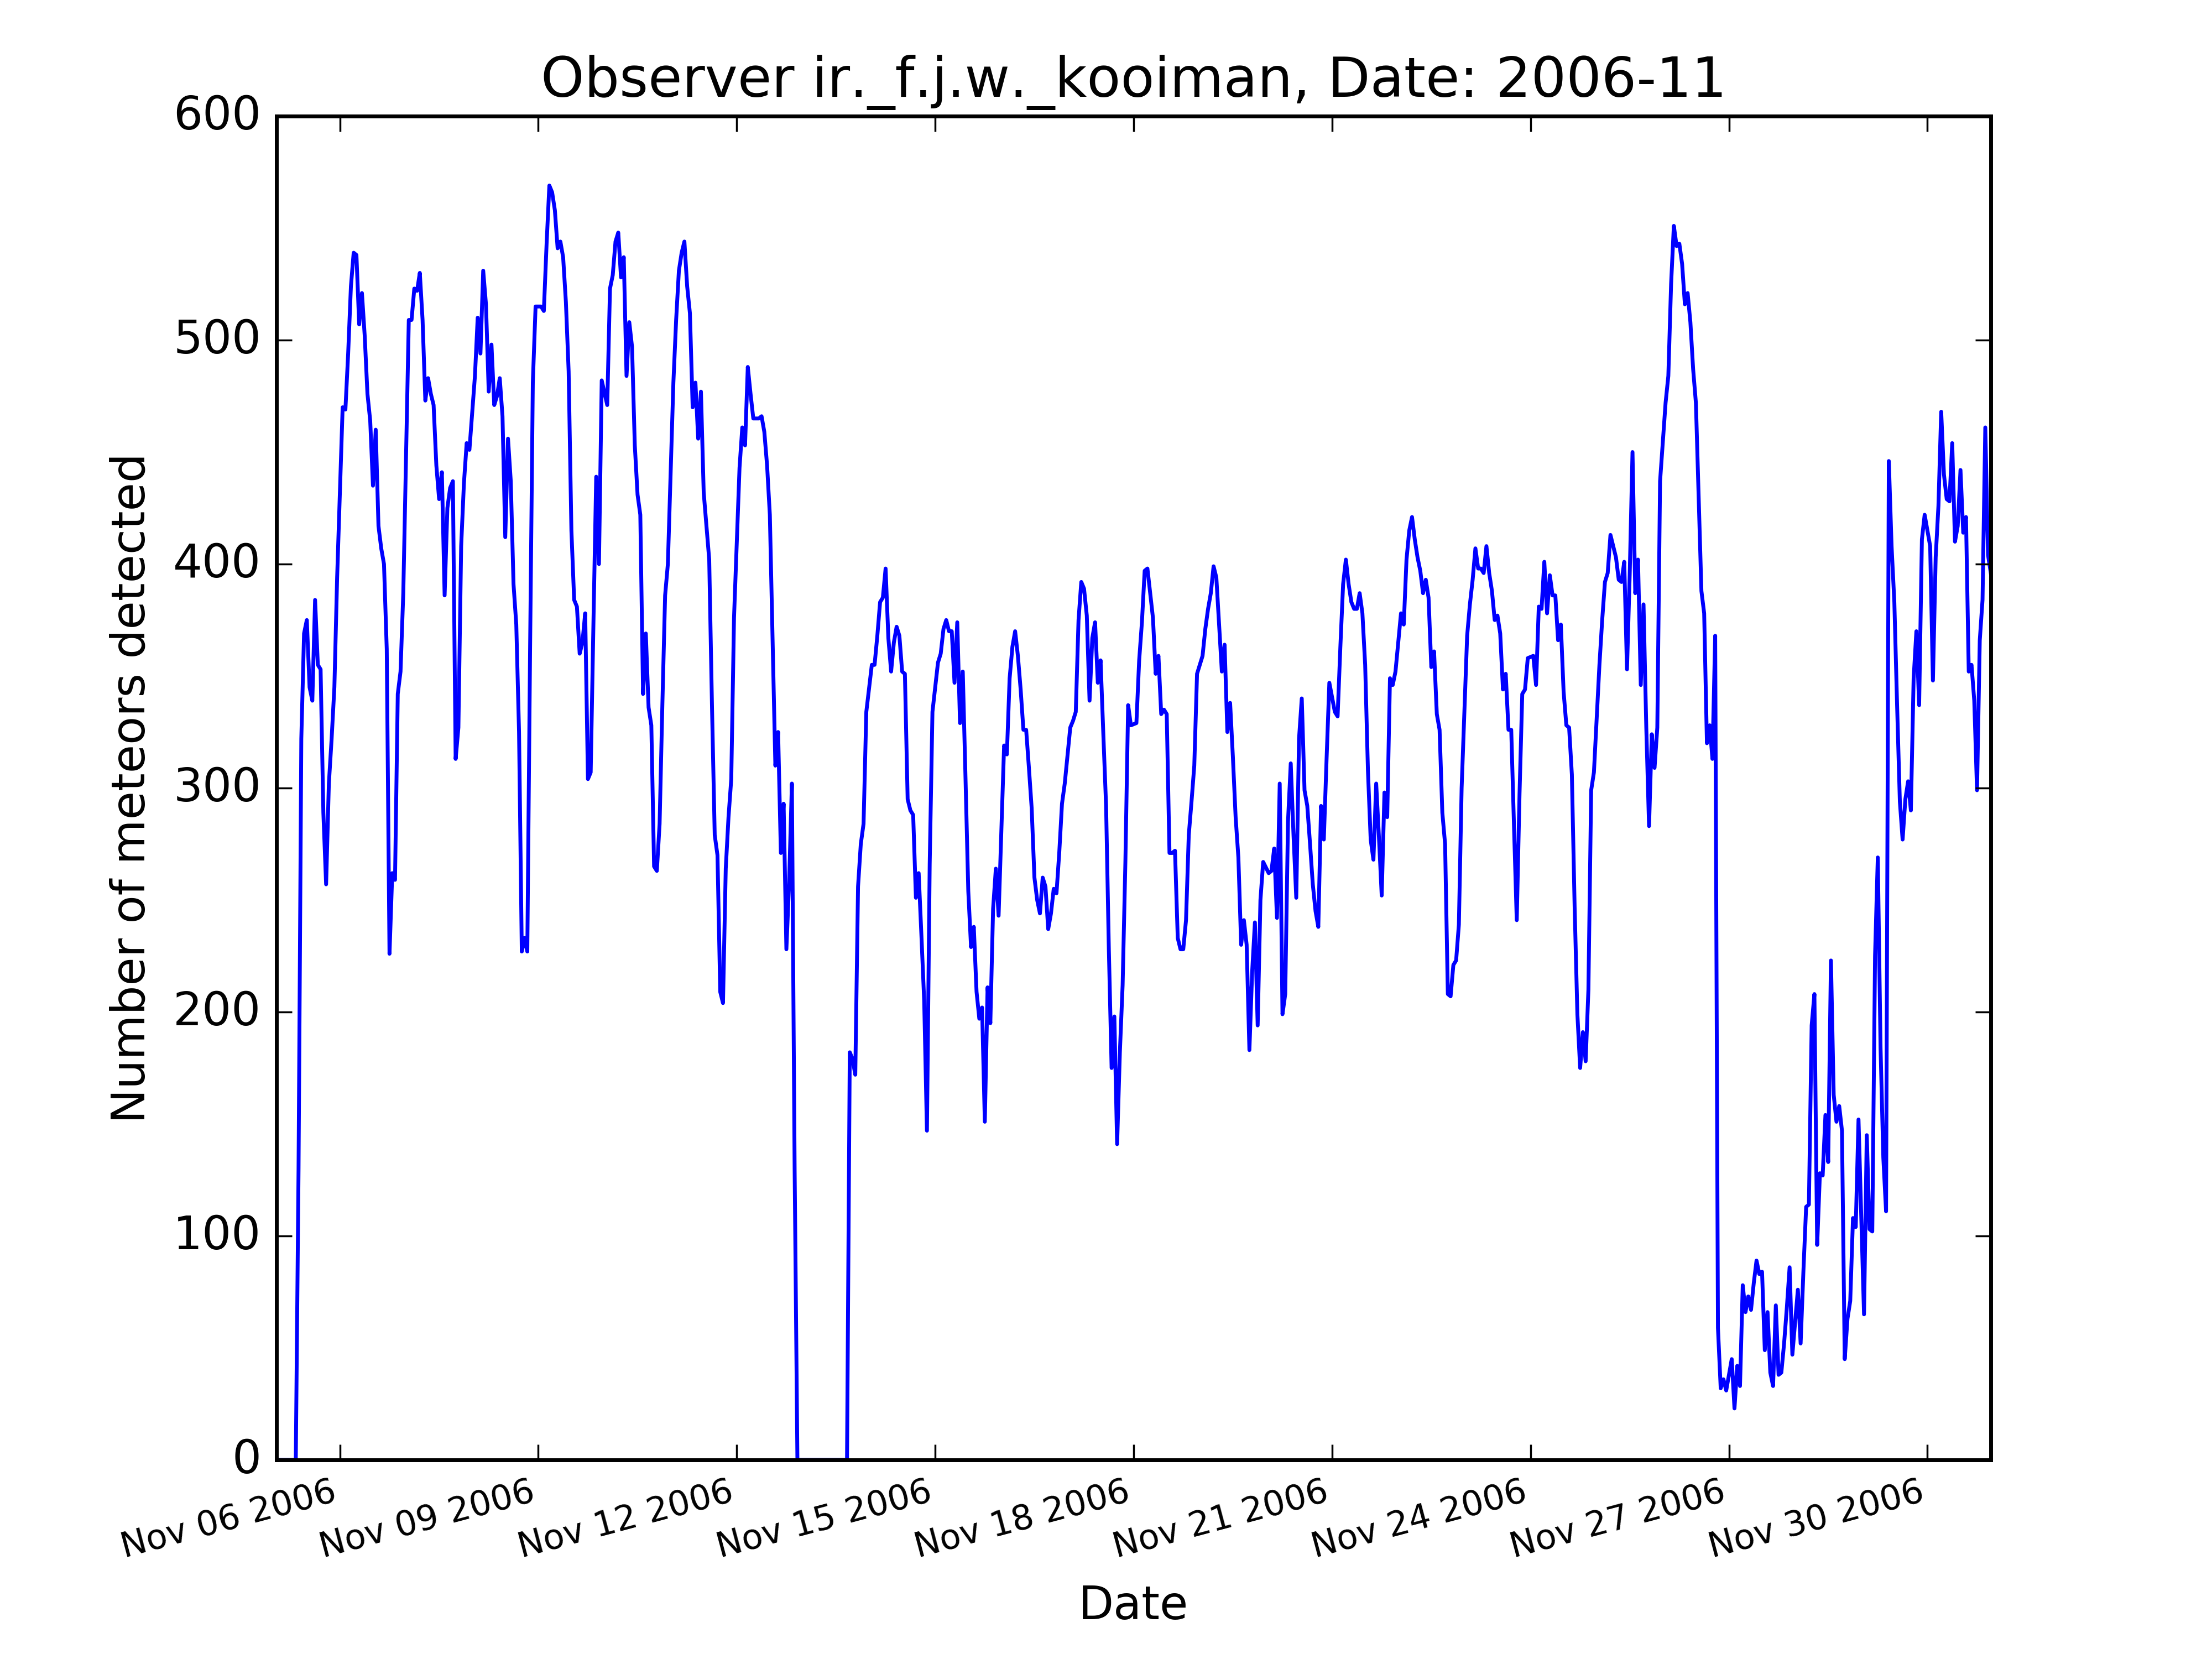 Observer ir._f.j.w._kooiman, Date: 2006-11
600
500
400
300
200
100
0
Number of meteors detected
Nov 06 2006
Nov 09 2006
Nov 12 2006
Nov 15 2006
Nov 18 2006
Nov 21 2006
Nov 24 2006
Nov 27 2006
Nov 30 2006
Date